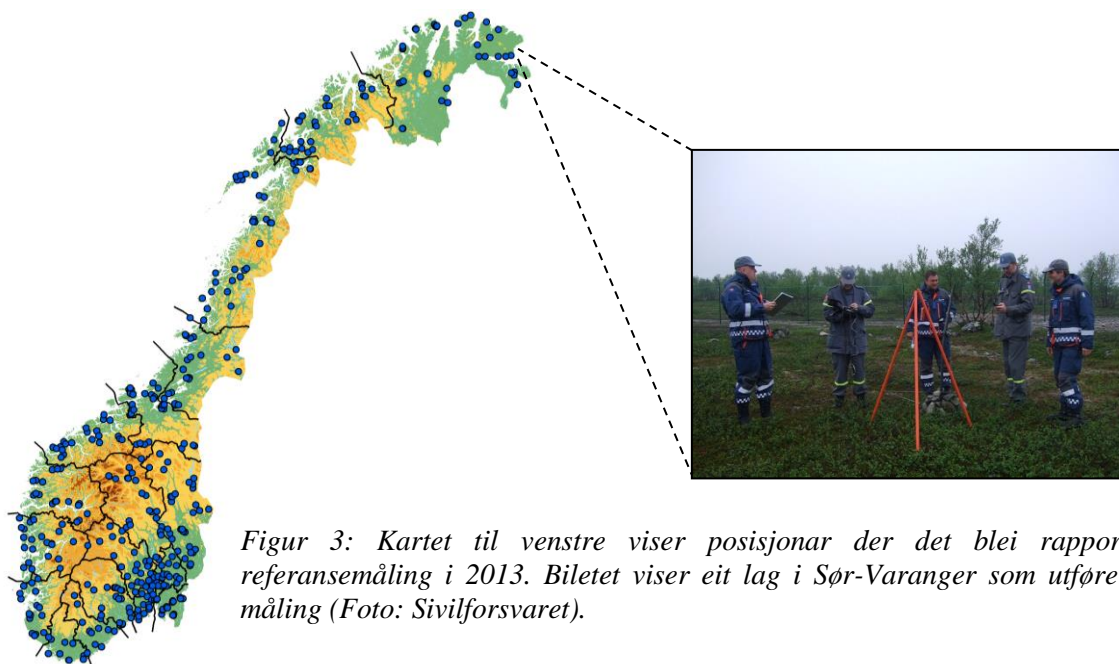 Figur 3: Kartet til venstre viser posisjonar der det blei rappor
referansemåling i 2013. Biletet viser eit lag i Sør-Varanger som utføre
måling (Foto: Sivilforsvaret).